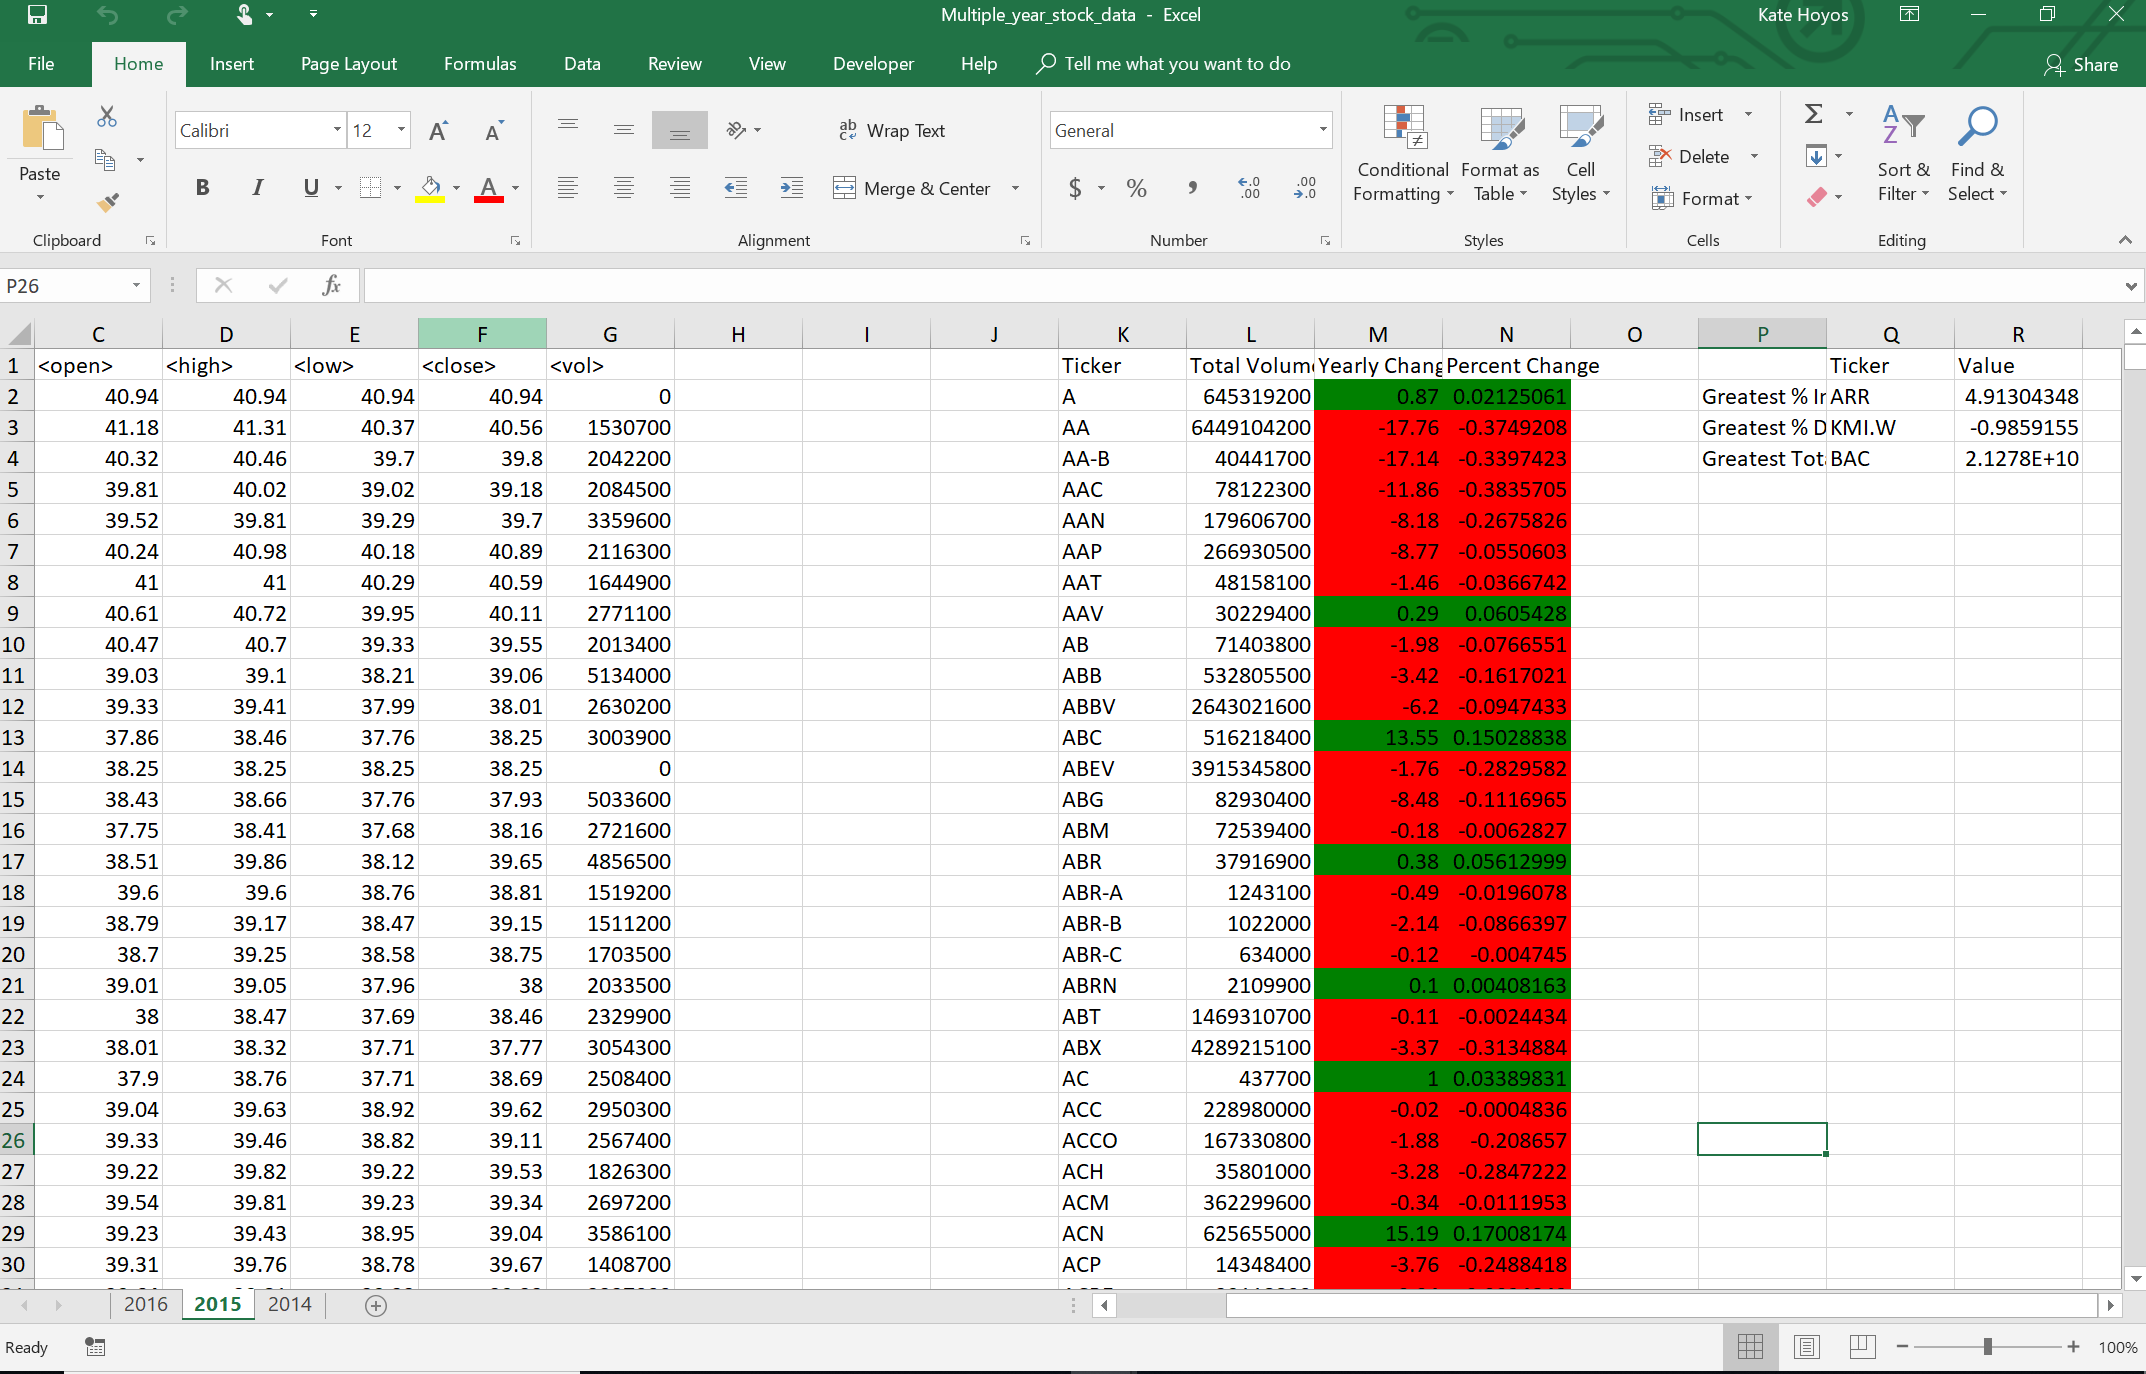 Multiple_year_stock_data - Excel
Kate Hoyos
File Home Insert Page Layout Formulas Data Review View Developer Help Tell me what you want to do Share
Paste
Calibri 12
ab c Wrap Text
General
B I U A A A
Merge & Center
$ % , .0 .00 .00 .0
Conditional Formatting
Format as Table
Cell Styles
Insert
Delete
Format
Σ
A Z
Sort & Filter
Find & Select
Clipboard Font Alignment Number Styles Cells Editing
P26 fx
C D E F G H I J K L M N O P Q R
1 <open> <high> <low> <close> <vol> Ticker Total Volum Yearly Chang Percent Change Ticker Value
2 40.94 40.94 40.94 40.94 0 A 645319200 0.87 0.02125061 Greatest % Ir ARR 4.91304348
3 41.18 41.31 40.37 40.56 1530700 AA 6449104200 -17.76 -0.3749208 Greatest % D KMI.W -0.9859155
4 40.32 40.46 39.7 39.8 2042200 AA-B 40441700 -17.14 -0.3397423 Greatest Tot BAC 2.1278E+10
5 39.81 40.02 39.02 39.18 2084500 AAC 78122300 -11.86 -0.3835705
6 39.52 39.81 39.29 39.7 3359600 AAN 179606700 -8.18 -0.2675826
7 40.24 40.98 40.18 40.89 2116300 AAP 266930500 -8.77 -0.0550603
8 41 41 40.29 40.59 1644900 AAT 48158100 -1.46 -0.0366742
9 40.61 40.72 39.95 40.11 2771100 AAV 30229400 0.29 0.0605428
10 40.47 40.7 39.33 39.55 2013400 AB 71403800 -1.98 -0.0766551
11 39.03 39.1 38.21 39.06 5134000 ABB 532805500 -3.42 -0.1617021
12 39.33 39.41 37.99 38.01 2630200 ABBV 2643021600 -6.2 -0.0947433
13 37.86 38.46 37.76 38.25 3003900 ABC 516218400 13.55 0.15028838
14 38.25 38.25 38.25 38.25 0 ABEV 3915345800 -1.76 -0.2829582
15 38.43 38.66 37.76 37.93 5033600 ABG 82930400 -8.48 -0.1116965
16 37.75 38.41 37.68 38.16 2721600 ABM 72539400 -0.18 -0.0062827
17 38.51 39.86 38.12 39.65 4856500 ABR 37916900 0.38 0.05612999
18 39.6 39.6 38.76 38.81 1519200 ABR-A 1243100 -0.49 -0.0196078
19 38.79 39.17 38.47 39.15 1511200 ABR-B 1022000 -2.14 -0.0866397
20 38.7 39.25 38.58 38.75 1703500 ABR-C 634000 -0.12 -0.004745
21 39.01 39.05 37.96 38 2033500 ABRN 2109900 0.1 0.00408163
22 38 38.47 37.69 38.46 2329900 ABT 1469310700 -0.11 -0.0024434
23 38.01 38.32 37.71 37.77 3054300 ABX 4289215100 -3.37 -0.3134884
24 37.9 38.76 37.71 38.69 2508400 AC 437700 1 0.03389831
25 39.04 39.63 38.92 39.62 2950300 ACC 228980000 -0.02 -0.0004836
26 39.33 39.46 38.82 39.11 2567400 ACCO 167330800 -1.88 -0.208657
27 39.22 39.82 39.22 39.53 1826300 ACH 35801000 -3.28 -0.2847222
28 39.54 39.81 39.23 39.34 2697200 ACM 362299600 -0.34 -0.0111953
29 39.23 39.43 38.95 39.04 3586100 ACN 625655000 15.19 0.17008174
30 39.31 39.76 38.78 39.67 1408700 ACP 14348400 -3.76 -0.2488418
2016 2015 2014
Ready 100%